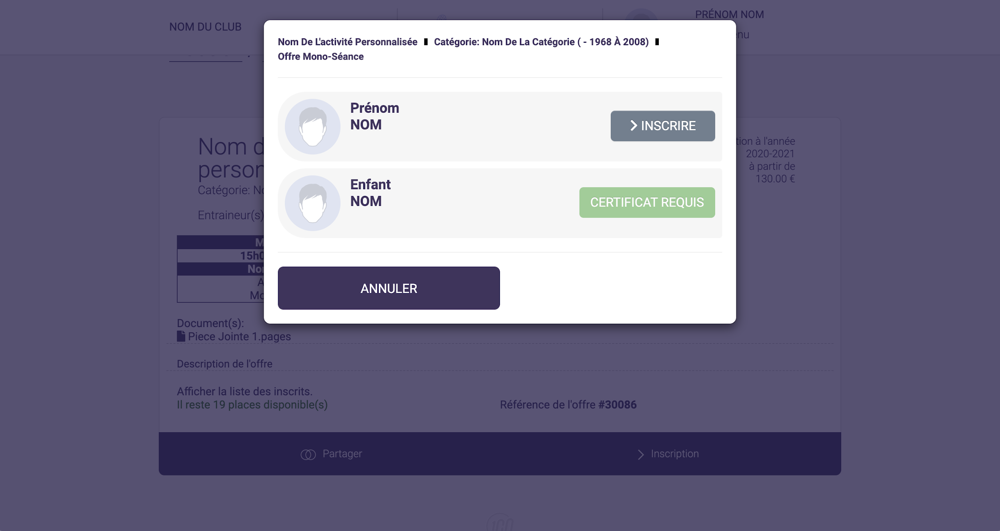 NOM DU CLUB
PRÉNOM NOM
Nom De L'activité Personnalisée Catégorie: Nom De La Catégorie ( - 1968 À 2008)
Offre Mono-Séance
Prénom
NOM
INSCRIRE
Enfant
NOM
CERTIFICAT REQUIS
ANNULER
Nom
Catégorie:
Entraineur(s)
à l'année
2020-2021
à partir de
130.00 €
Document(s):
Piece Jointe 1.pages
Description de l'offre
Afficher la liste des inscrits.
Il reste 19 places disponible(s)
Référence de l'offre #30086
Partager
Inscription